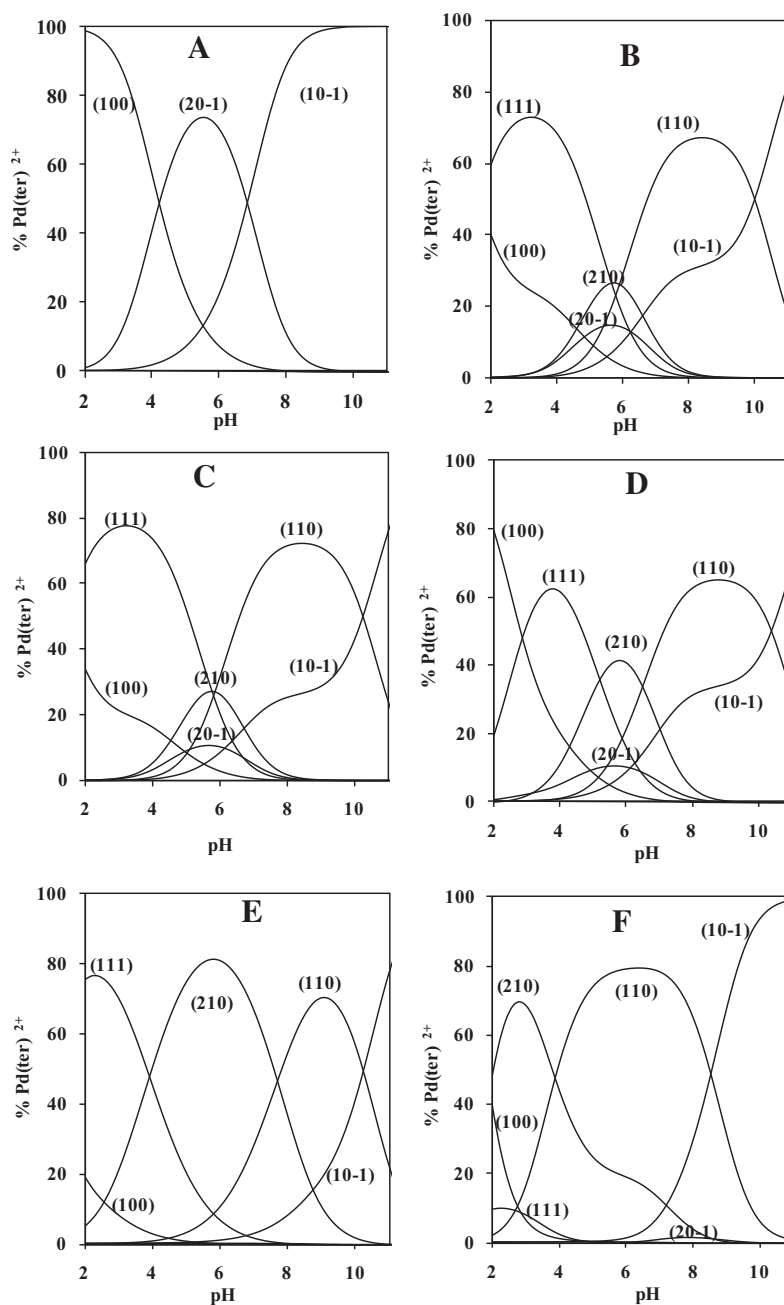 A
100
80
60
40
20
0
% Pd(ter) 2+
(100)
(20-1)
(10-1)
2 4 6 8 10
pH
B
100
80
60
40
20
0
% Pd(ter) 2+
(111)
(110)
(100)
(10-1)
(210)
(20-1)
2 4 6 8 10
pH
C
100
80
60
40
20
0
% Pd(ter) 2+
(111)
(110)
(100)
(210)
(10-1)
(20-1)
2 4 6 8 10
pH
D
100
80
60
40
20
0
% Pd(ter) 2+
(100)
(111)
(110)
(210)
(10-1)
(20-1)
2 4 6 8 10
pH
E
100
80
60
40
20
0
% Pd(ter) 2+
(111)
(210)
(110)
(100)
(10-1)
2 4 6 8 10
pH
F
100
80
60
40
20
0
% Pd(ter) 2+
(10-1)
(210)
(110)
(100)
(111)
(20-1)
2 4 6 8 10
pH